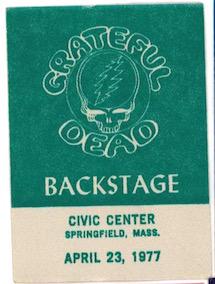 GRATEFUL
DEAD
BACKSTAGE
CIVIC CENTER
SPRINGFIELD, MASS.
APRIL 23, 1977